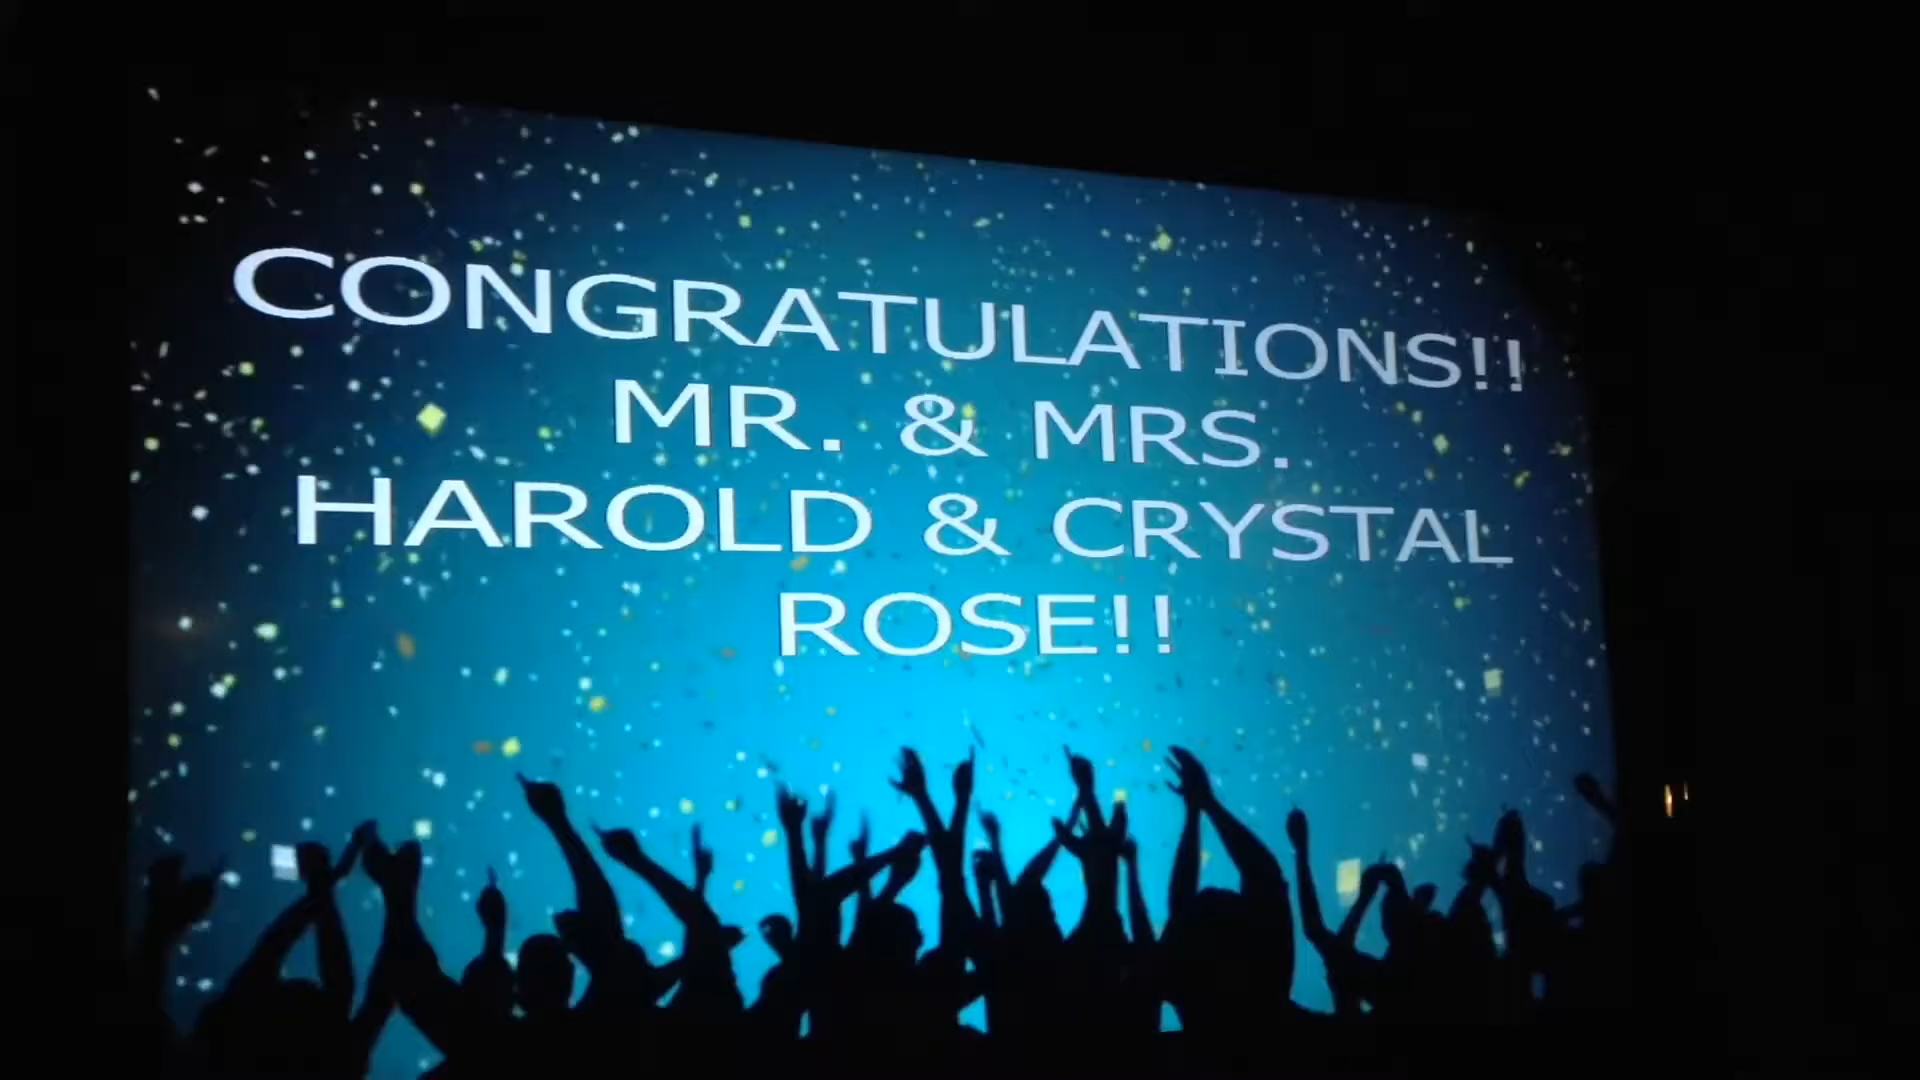 CONGRATULATIONS!!
MR. & MRS.
HAROLD & CRYSTAL
ROSE!!